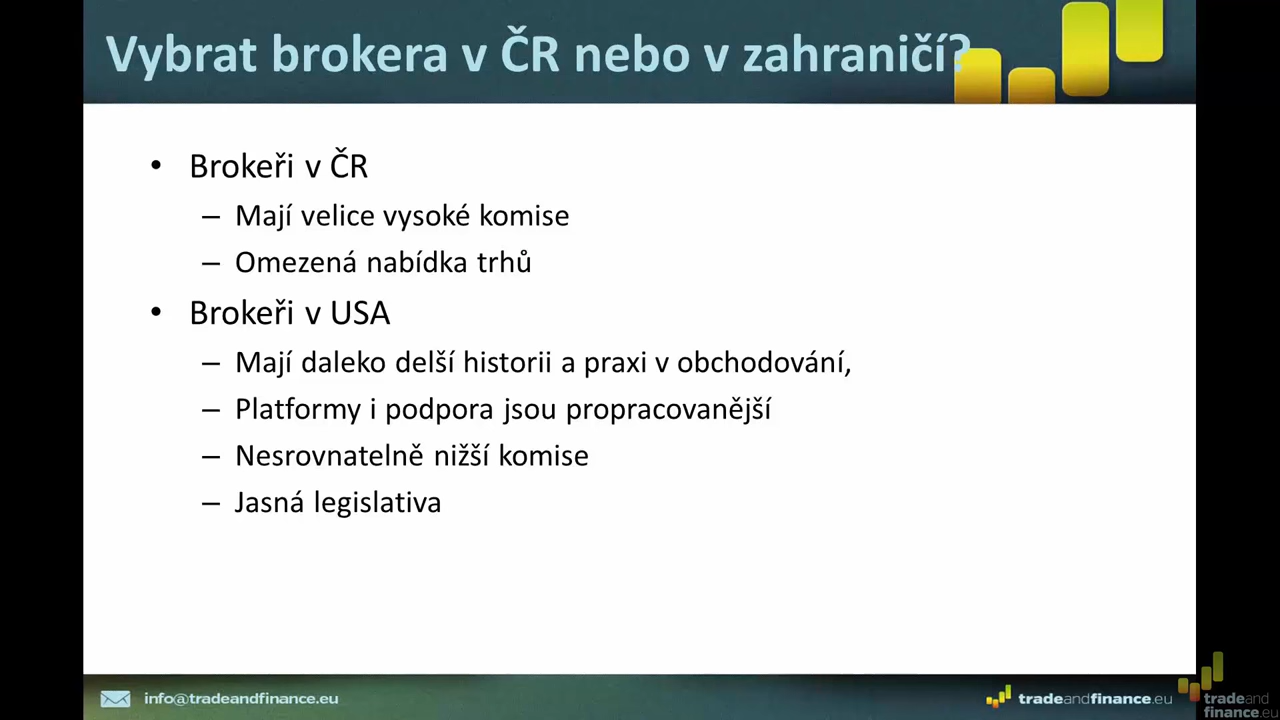 Vybrat brokera v ČR nebo v zahraničí?
• Brokeři v ČR
– Mají velice vysoké komise
– Omezená nabídka trhů
• Brokeři v USA
– Mají daleko delší historii a praxi v obchodování,
– Platformy i podpora jsou propracovanější
– Nesrovnatelně nižší komise
– Jasná legislativa
info@tradeandfinance.eu
tradeandfinance.eu
tradeand
finance.eu